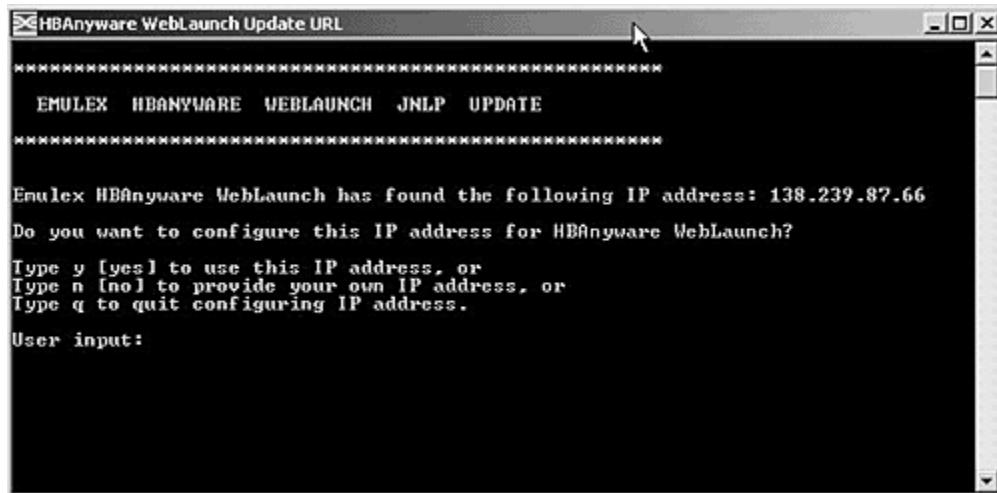 HBAnyware WebLaunch Update URL
******************************************************
EMULEX HBANYWARE WEBLAUNCH JNLP UPDATE
******************************************************
Emulex HBAnyware WebLaunch has found the following IP address: 138.239.87.66
Do you want to configure this IP address for HBAnyware WebLaunch?
Type y [yes] to use this IP address, or
Type n [no] to provide your own IP address, or
Type q to quit configuring IP address.
User input: